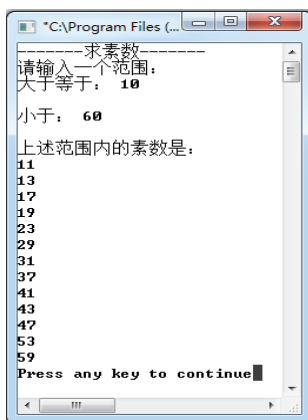 "C:\Program Files (...
-------求素数-------
请输入一个范围：
大于等于： 10
小于： 60
上述范围内的素数是：
11
13
17
19
23
29
31
37
41
43
47
53
59
Press any key to continue